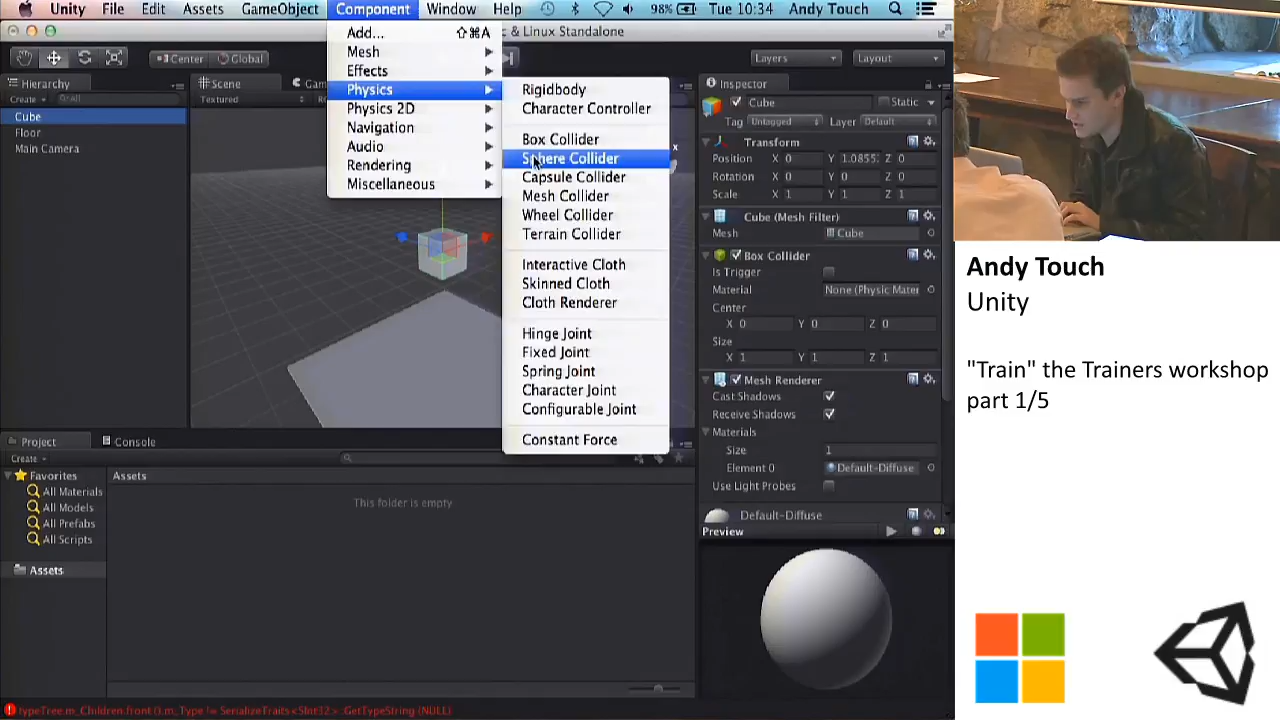 Unity File Edit Assets GameObject Component Window Help 98% Tue 10:34 Andy Touch
c & Linux Standalone
Center Global Layers Layout
Hierarchy
Create
Cube
Floor
Main Camera
Scene
Textured
Add... ⇧⌘A
Mesh
Effects
Physics
Physics 2D
Navigation
Audio
Rendering
Miscellaneous
Rigidbody
Character Controller
Box Collider
Sphere Collider
Capsule Collider
Mesh Collider
Wheel Collider
Terrain Collider
Interactive Cloth
Skinned Cloth
Cloth Renderer
Hinge Joint
Fixed Joint
Spring Joint
Character Joint
Configurable Joint
Constant Force
x
Inspector
Cube Static
Tag Untagged Layer Default
Transform
Position X 0 Y 1.0855 Z 0
Rotation X 0 Y 0 Z 0
Scale X 1 Y 1 Z 1
Cube (Mesh Filter)
Mesh Cube
Box Collider
Is Trigger
Material None (Physic Mater
Center
X 0 Y 0 Z 0
Size
X 1 Y 1 Z 1
Mesh Renderer
Cast Shadows
Receive Shadows
Materials
Size 1
Element 0 Default-Diffuse
Use Light Probes
Default-Diffuse
Preview
Project Console
Create
Favorites
All Materials
All Models
All Prefabs
All Scripts
Assets
Assets
This folder is empty
typeTree.m_Children.front ().m_Type != SerializeTraits<SInt32>::GetTypeString (NULL)
Andy Touch
Unity
"Train" the Trainers workshop
part 1/5